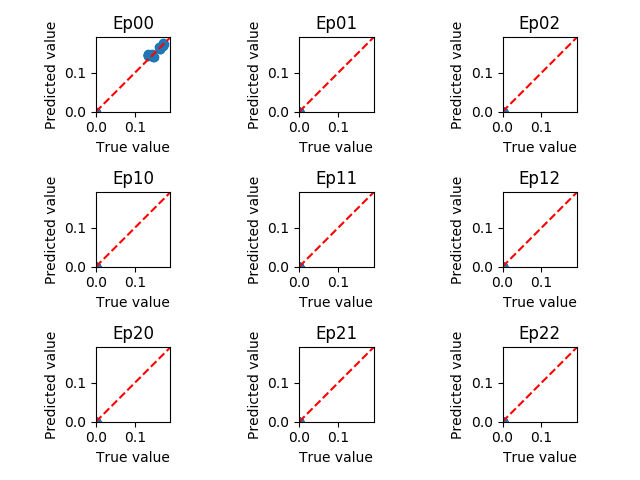 Ep00 Ep01 Ep02
Predicted value Predicted value Predicted value
0.1 0.1 0.1
0.0 0.0 0.0
0.0 0.1 0.0 0.1 0.0 0.1
True value True value True value
Ep10 Ep11 Ep12
Predicted value Predicted value Predicted value
0.1 0.1 0.1
0.0 0.0 0.0
0.0 0.1 0.0 0.1 0.0 0.1
True value True value True value
Ep20 Ep21 Ep22
Predicted value Predicted value Predicted value
0.1 0.1 0.1
0.0 0.0 0.0
0.0 0.1 0.0 0.1 0.0 0.1
True value True value True value